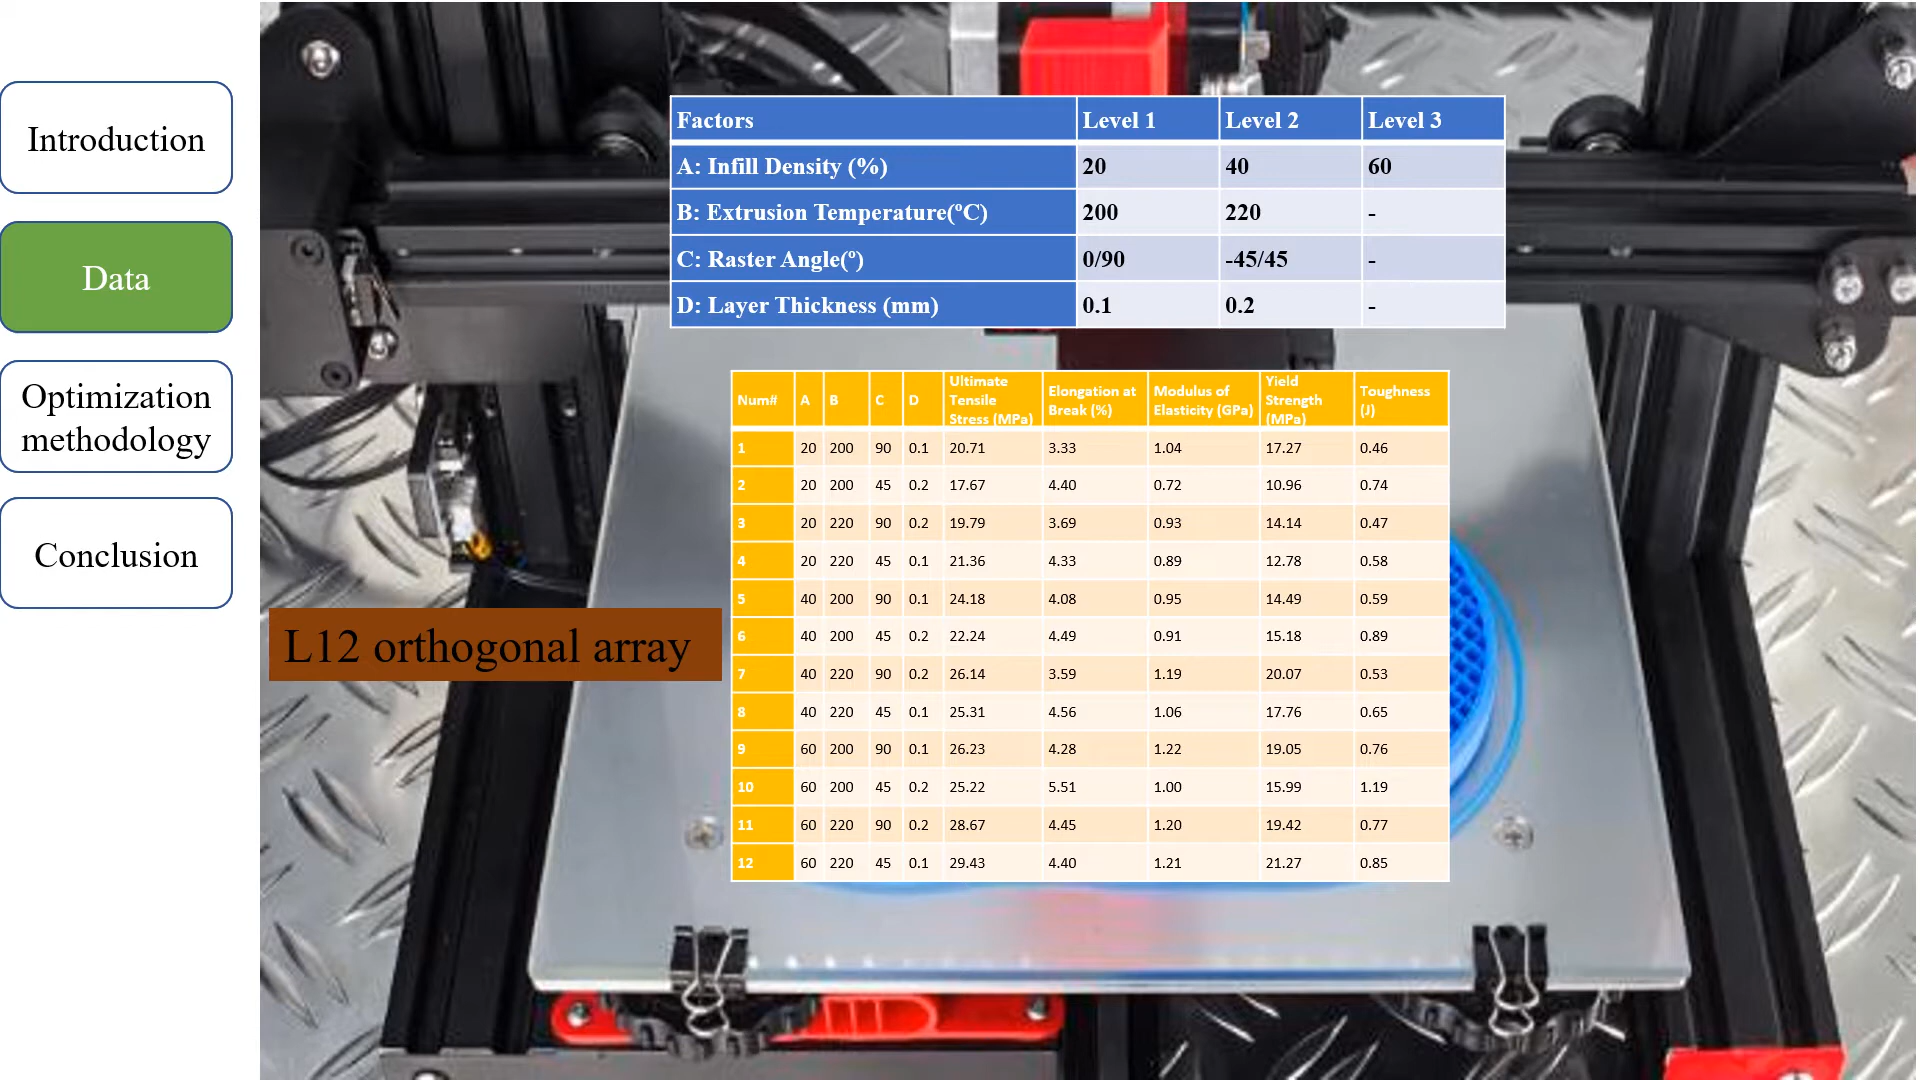 Introduction
Data
Optimization
methodology
Conclusion
Factors Level 1 Level 2 Level 3
A: Infill Density (%) 20 40 60
B: Extrusion Temperature(ºC) 200 220 -
C: Raster Angle(º) 0/90 -45/45 -
D: Layer Thickness (mm) 0.1 0.2 -
L12 orthogonal array
Num# A B C D Ultimate Tensile Stress (MPa) Elongation at Break (%) Modulus of Elasticity (GPa) Yield Strength (MPa) Toughness (J)
1 20 200 90 0.1 20.71 3.33 1.04 17.27 0.46
2 20 200 45 0.2 17.67 4.40 0.72 10.96 0.74
3 20 220 90 0.2 19.79 3.69 0.93 14.14 0.47
4 20 220 45 0.1 21.36 4.33 0.89 12.78 0.58
5 40 200 90 0.1 24.18 4.08 0.95 14.49 0.59
6 40 200 45 0.2 22.24 4.49 0.91 15.18 0.89
7 40 220 90 0.2 26.14 3.59 1.19 20.07 0.53
8 40 220 45 0.1 25.31 4.56 1.06 17.76 0.65
9 60 200 90 0.1 26.23 4.28 1.22 19.05 0.76
10 60 200 45 0.2 25.22 5.51 1.00 15.99 1.19
11 60 220 90 0.2 28.67 4.45 1.20 19.42 0.77
12 60 220 45 0.1 29.43 4.40 1.21 21.27 0.85